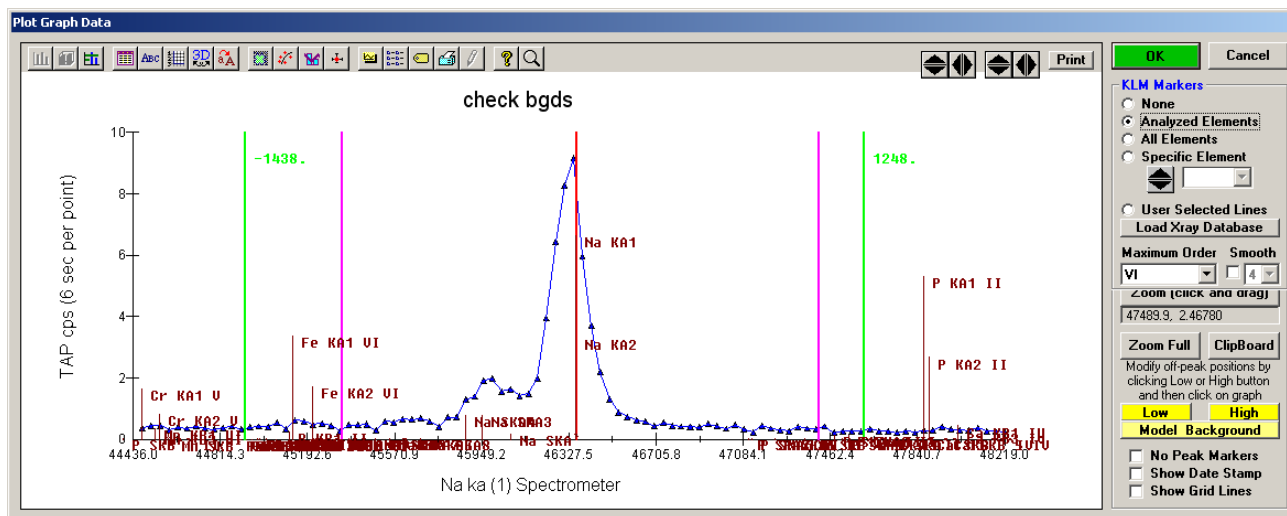 Plot Graph Data
ABC 3D A
Print
OK Cancel
check bgds
KLM Markers
None
Analyzed Elements
All Elements
Specific Element
User Selected Lines
Load Xray Database
Maximum Order Smooth
VI 4
Zoom (click and drag)
47489.9, 2.46780
Zoom Full ClipBoard
Modify off-peak positions by
clicking Low or High button
and then click on graph
Low High
Model Background
No Peak Markers
Show Date Stamp
Show Grid Lines
TAP cps (6 sec per point)
10
8
6
4
2
0
-1438. 1248.
Na KA1
P KA1 II
Fe KA1 VI
Na KA2
P KA2 II
Cr KA1 V
Fe KA2 VI
Cr KA2 V
Na SKA
44436.0 44814.3 45192.6 45570.9 45949.2 46327.5 46705.8 47084.1 47462.4 47840.7 48219.0
Na ka (1) Spectrometer